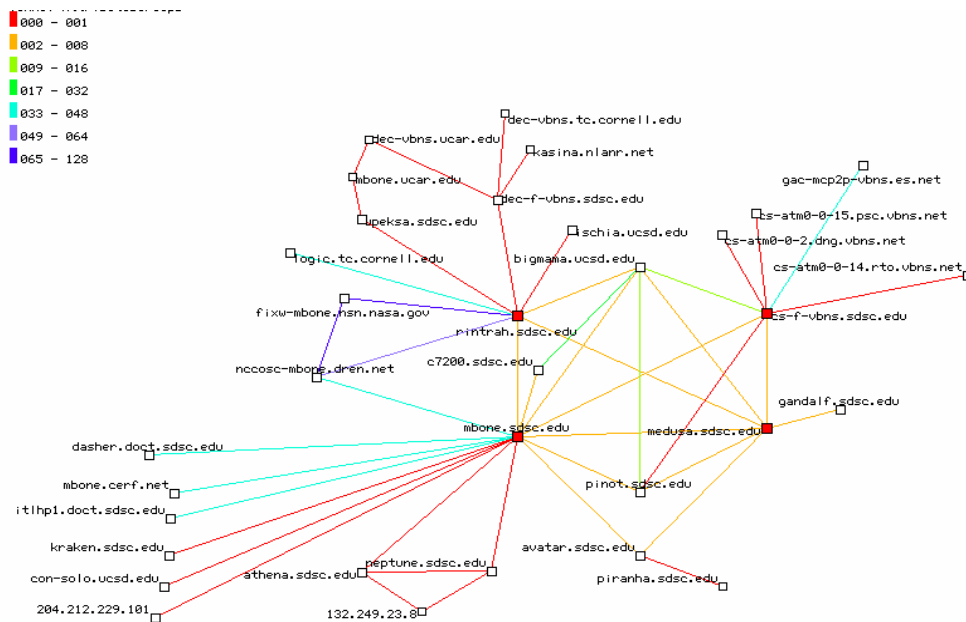 000 - 001
002 - 008
009 - 016
017 - 032
033 - 048
049 - 064
065 - 128
dec-vbns.tc.cornell.edu
dec-vbns.ucar.edu
kasina.nlanr.net
mbone.ucar.edu
gac-mcp2p-vbns.es.net
dec-f-vbns.sdsc.edu
upeksa.sdsc.edu
cs-atm0-0-15.psc.vbns.net
ischia.ucsd.edu
cs-atm0-0-2.dng.vbns.net
logic.tc.cornell.edu
bigmama.ucsd.edu
cs-atm0-0-14.rto.vbns.net
fixw-mbone.nsn.nasa.gov
cs-f-vbns.sdsc.edu
rintrah.sdsc.edu
c7200.sdsc.edu
nccosc-mbone.dren.net
gandalf.sdsc.edu
mbone.sdsc.edu
medusa.sdsc.edu
dasher.doct.sdsc.edu
mbone.cerf.net
pinot.sdsc.edu
itlhp1.doct.sdsc.edu
kraken.sdsc.edu
avatar.sdsc.edu
neptune.sdsc.edu
athena.sdsc.edu
con-solo.ucsd.edu
piranha.sdsc.edu
204.212.229.101
132.249.23.8